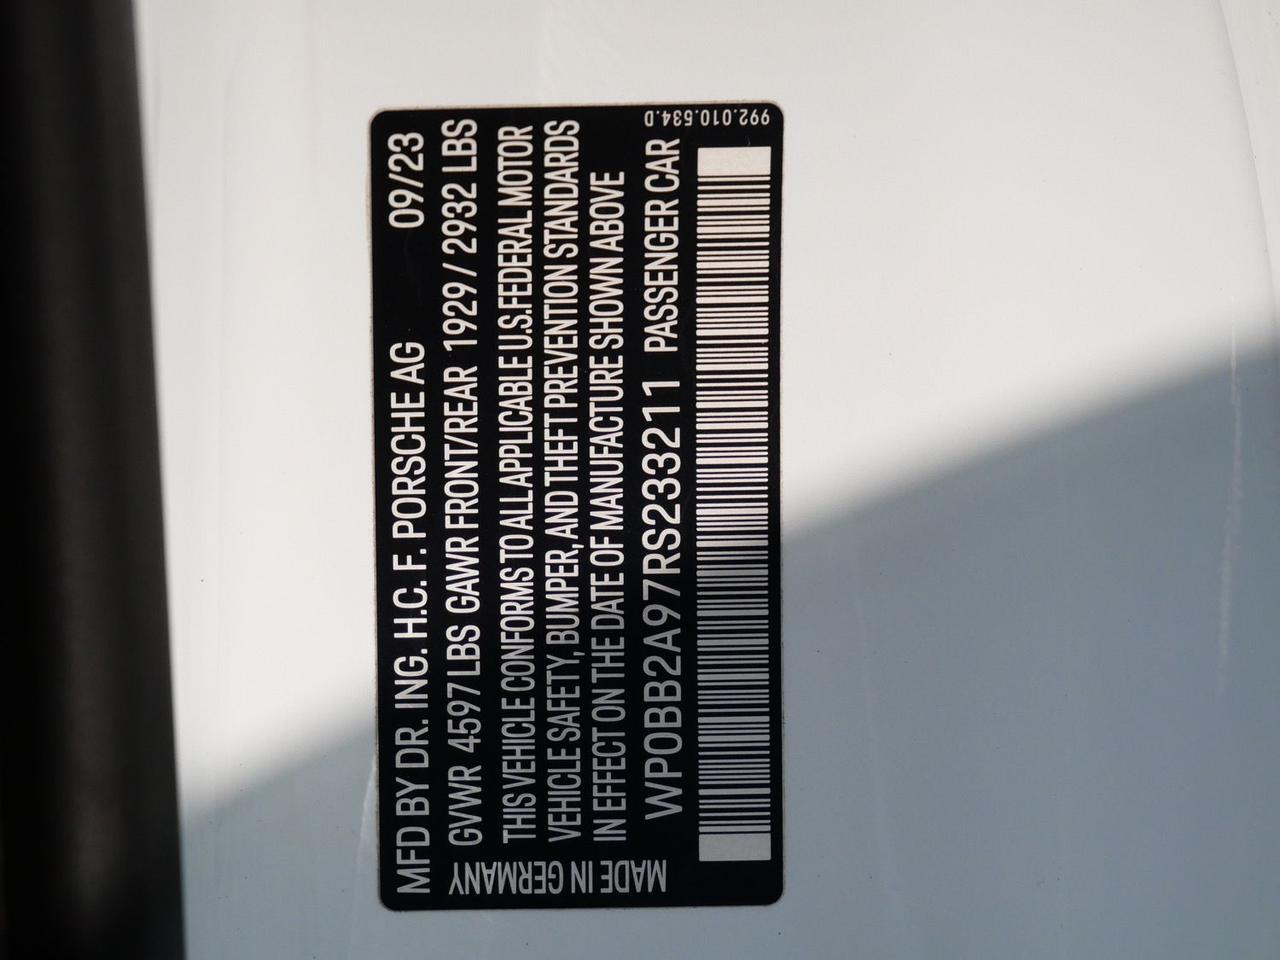 MFD BY DR. ING. H.C. F. PORSCHE AG 09/23
GVWR 4597 LBS GAWR FRONT/REAR 1929 / 2932 LBS
THIS VEHICLE CONFORMS TO ALL APPLICABLE U.S.FEDERAL MOTOR
VEHICLE SAFETY, BUMPER, AND THEFT PREVENTION STANDARDS
IN EFFECT ON THE DATE OF MANUFACTURE SHOWN ABOVE
WP0BB2A97RS233211 PASSENGER CAR
MADE IN GERMANY
992.010.534.D